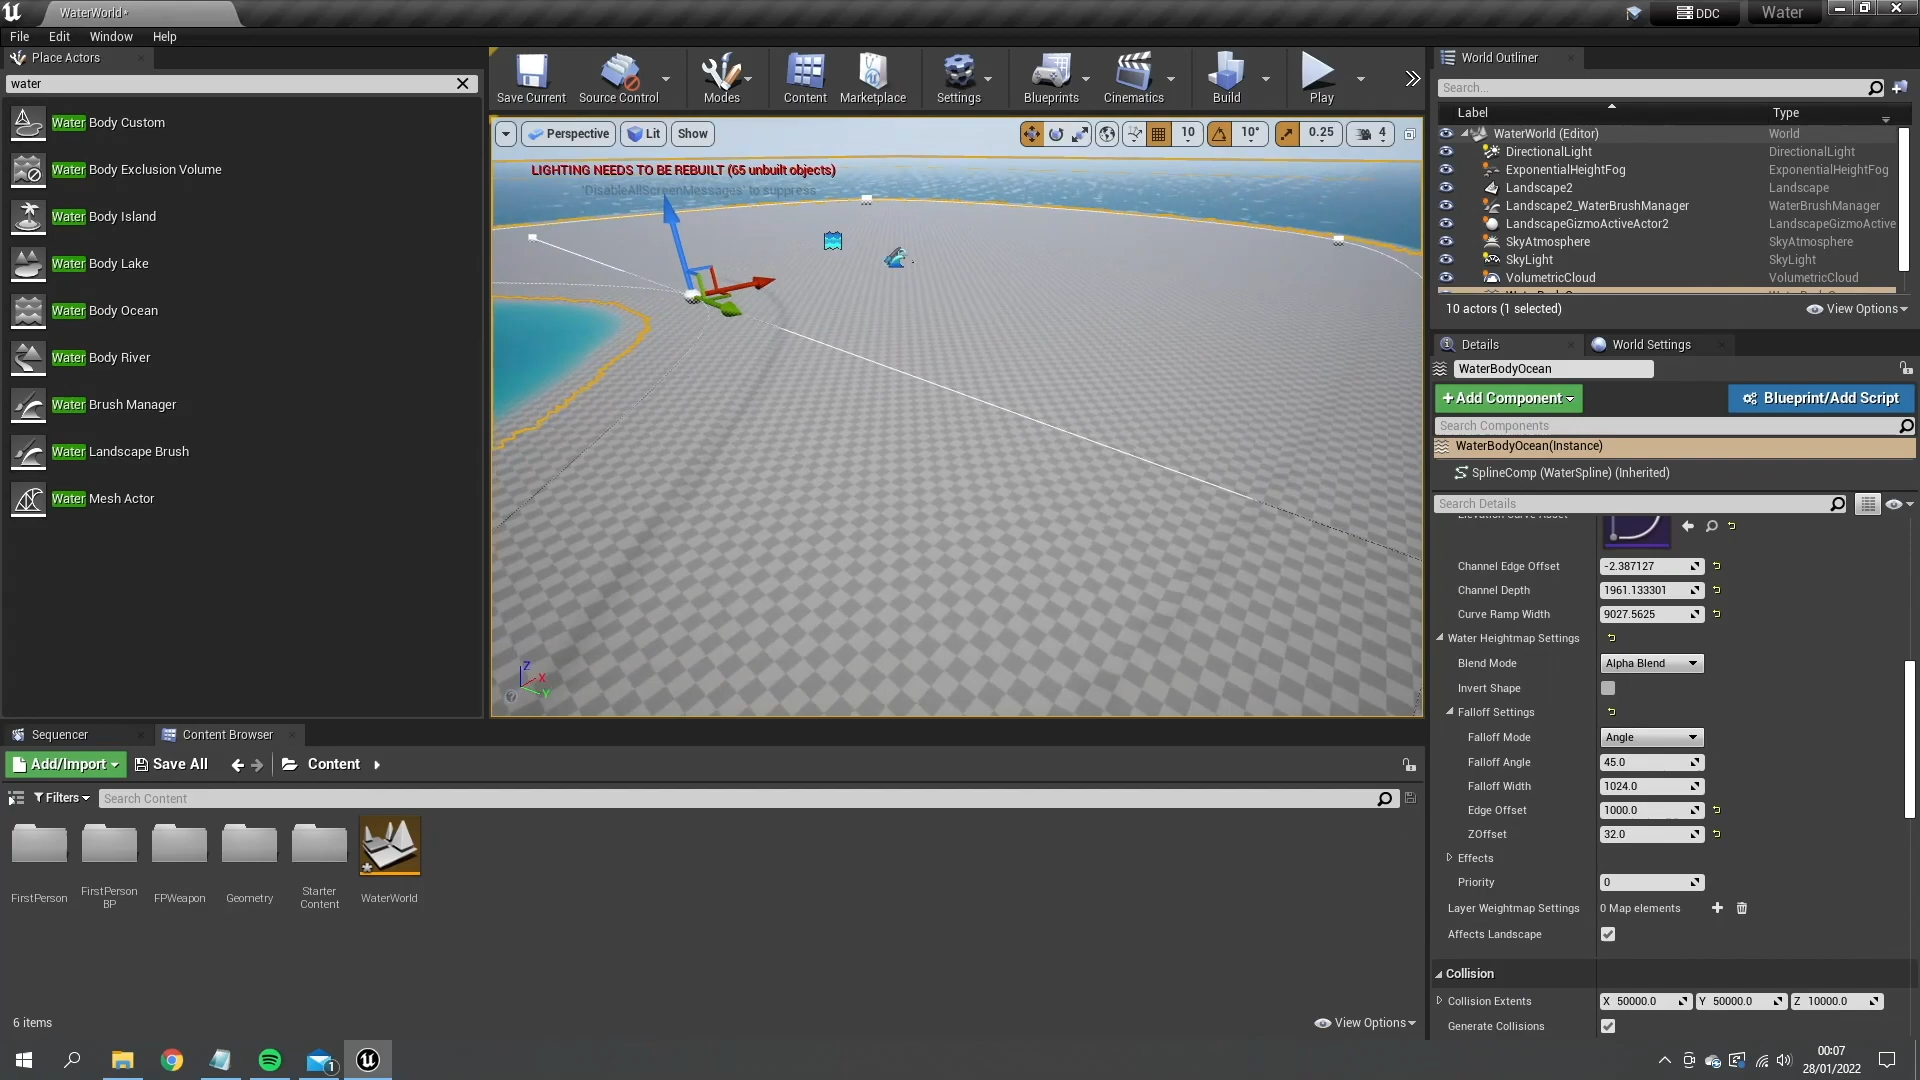 WaterWorld*
DDC
Water
File Edit Window Help
Place Actors
water
Water Body Custom
Water Body Exclusion Volume
Water Body Island
Water Body Lake
Water Body Ocean
Water Body River
Water Brush Manager
Water Landscape Brush
Water Mesh Actor
Save Current Source Control Modes Content Marketplace Settings Blueprints Cinematics Build Play
Perspective Lit Show
10 10° 0.25 4
LIGHTING NEEDS TO BE REBUILT (65 unbuilt objects)
'DisableAllScreenMessages' to suppress
Z
X
Y
World Outliner
Search...
Label Type
WaterWorld (Editor) World
DirectionalLight DirectionalLight
ExponentialHeightFog ExponentialHeightFog
Landscape2 Landscape
Landscape2_WaterBrushManager WaterBrushManager
LandscapeGizmoActiveActor2 LandscapeGizmoActive
SkyAtmosphere SkyAtmosphere
SkyLight SkyLight
VolumetricCloud VolumetricCloud
10 actors (1 selected) View Options
Details World Settings
WaterBodyOcean
+Add Component Blueprint/Add Script
Search Components
WaterBodyOcean(Instance)
SplineComp (WaterSpline) (Inherited)
Search Details
Channel Edge Offset -2.387127
Channel Depth 1961.133301
Curve Ramp Width 9027.5625
Water Heightmap Settings
Blend Mode Alpha Blend
Invert Shape
Falloff Settings
Falloff Mode Angle
Falloff Angle 45.0
Falloff Width 1024.0
Edge Offset 1000.0
ZOffset 32.0
Effects
Priority 0
Layer Weightmap Settings 0 Map elements
Affects Landscape
Collision
Collision Extents X 50000.0 Y 50000.0 Z 10000.0
Generate Collisions
Sequencer Content Browser
Add/Import Save All Content
Filters Search Content
FirstPerson
FirstPerson
BP
FPWeapon
Geometry
Starter
Content
WaterWorld
6 items View Options
1
00:07
28/01/2022